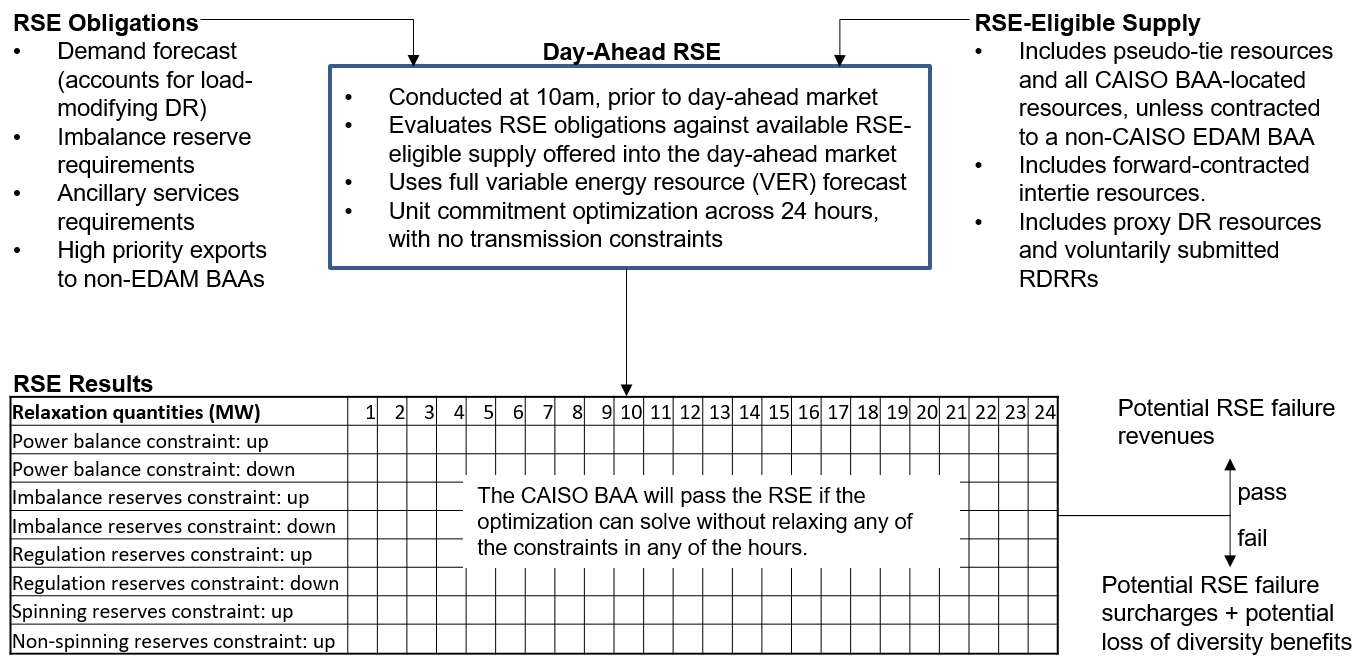 RSE Obligations
• Demand forecast
(accounts for load-
modifying DR)
• Imbalance reserve
requirements
• Ancillary services
requirements
• High priority exports
to non-EDAM BAAs
Day-Ahead RSE
• Conducted at 10am, prior to day-ahead market
• Evaluates RSE obligations against available RSE-
eligible supply offered into the day-ahead market
• Uses full variable energy resource (VER) forecast
• Unit commitment optimization across 24 hours,
with no transmission constraints
RSE-Eligible Supply
• Includes pseudo-tie resources
and all CAISO BAA-located
resources, unless contracted
to a non-CAISO EDAM BAA
• Includes forward-contracted
intertie resources.
• Includes proxy DR resources
and voluntarily submitted
RDRRs
RSE Results
Relaxation quantities (MW) 1 2 3 4 5 6 7 8 9 10 11 12 13 14 15 16 17 18 19 20 21 22 23 24
Power balance constraint: up
Power balance constraint: down
Imbalance reserves constraint: up
Imbalance reserves constraint: down
Regulation reserves constraint: up
Regulation reserves constraint: down
Spinning reserves constraint: up
Non-spinning reserves constraint: up
The CAISO BAA will pass the RSE if the
optimization can solve without relaxing any of
the constraints in any of the hours.
Potential RSE failure
revenues
pass
fail
Potential RSE failure
surcharges + potential
loss of diversity benefits